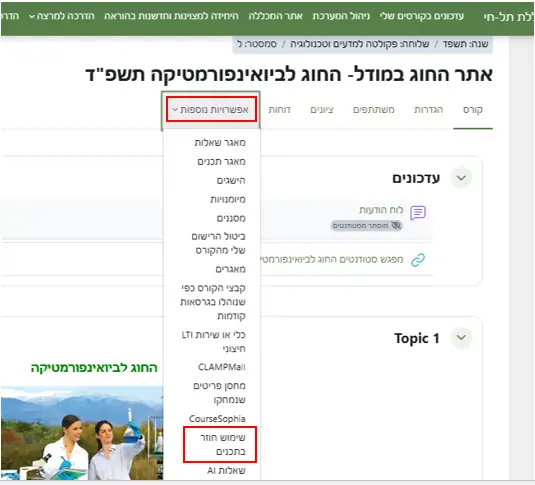 לת תל-חי עדכונים בקורסים שלי ניהול המערכת אתר המכללה היחידה למצוינות וחדשנות בהוראה הדרכה למרצה
שנה: תשפד / שלוחה: פקולטה למדעים וטכנולוגיה / סמסטר: ל
אתר החוג במודל- החוג לביואינפורמטיקה תשפ"ד
קורס הגדרות משתתפים ציונים דוחות אפשרויות נוספות
מאגר שאלות
מאגר תכנים
הישגים
מיומנויות
מסננים
ביטול הרישום
שלי מהקורס
מאגרים
קבצי הקורס כפי
שנוהלו בגרסאות
קודמות
כלי או שירות LTI
חיצוני
CLAMPMail
מחסן פריטים
שנמחקו
CourseSophia
שימוש חוזר
בתכנים
שאלות AI
עדכונים
לוח הודעות
מוסתר מסטודנטים
מפגש סטודנטים החוג לביואינפורמטי
Topic 1
החוג לביואינפורמטיקה